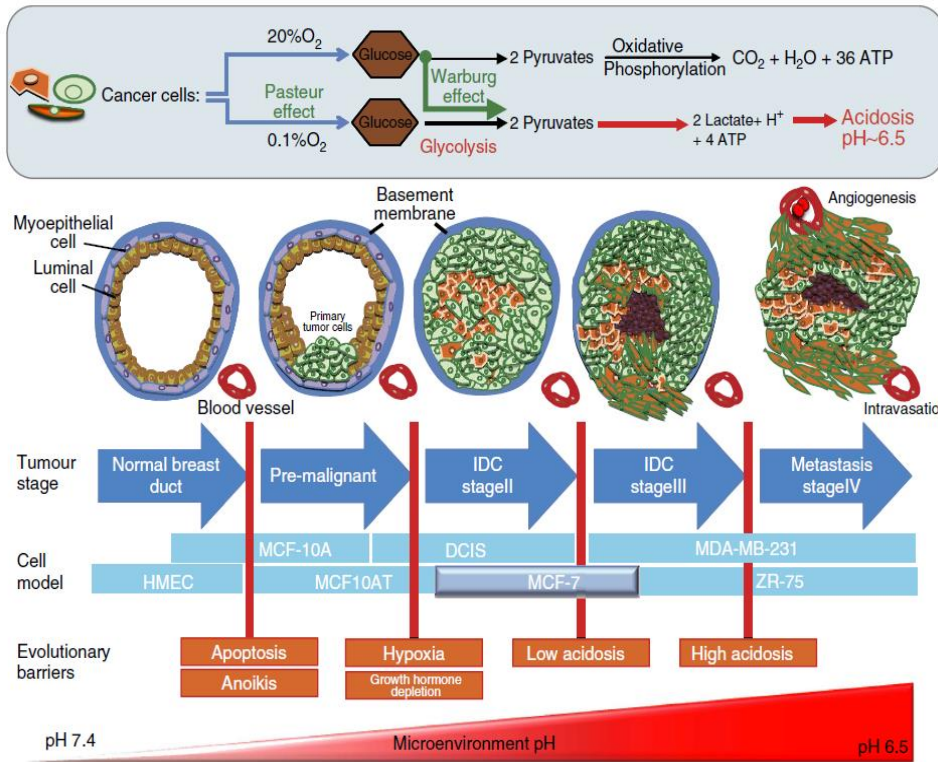 20%O₂
Glucose
2 Pyruvates
Oxidative
Phosphorylation
CO₂ + H₂O + 36 ATP
Cancer cells:
Pasteur
effect
Warburg
effect
0.1%O₂
Glucose
Glycolysis
2 Pyruvates
2 Lactate+ H⁺
+ 4 ATP
Acidosis
pH~6.5
Basement
membrane
Angiogenesis
Myoepithelial
cell
Luminal
cell
Primary
tumor cells
Blood vessel
Intravasatio
Tumour
stage
Normal breast
duct
Pre-malignant
IDC
stageII
IDC
stageIII
Metastasis
stageIV
Cell
model
MCF-10A
DCIS
MDA-MB-231
HMEC
MCF10AT
MCF-7
ZR-75
Evolutionary
barriers
Apoptosis
Anoikis
Hypoxia
Growth hormone
depletion
Low acidosis
High acidosis
pH 7.4
Microenvironment pH
pH 6.5